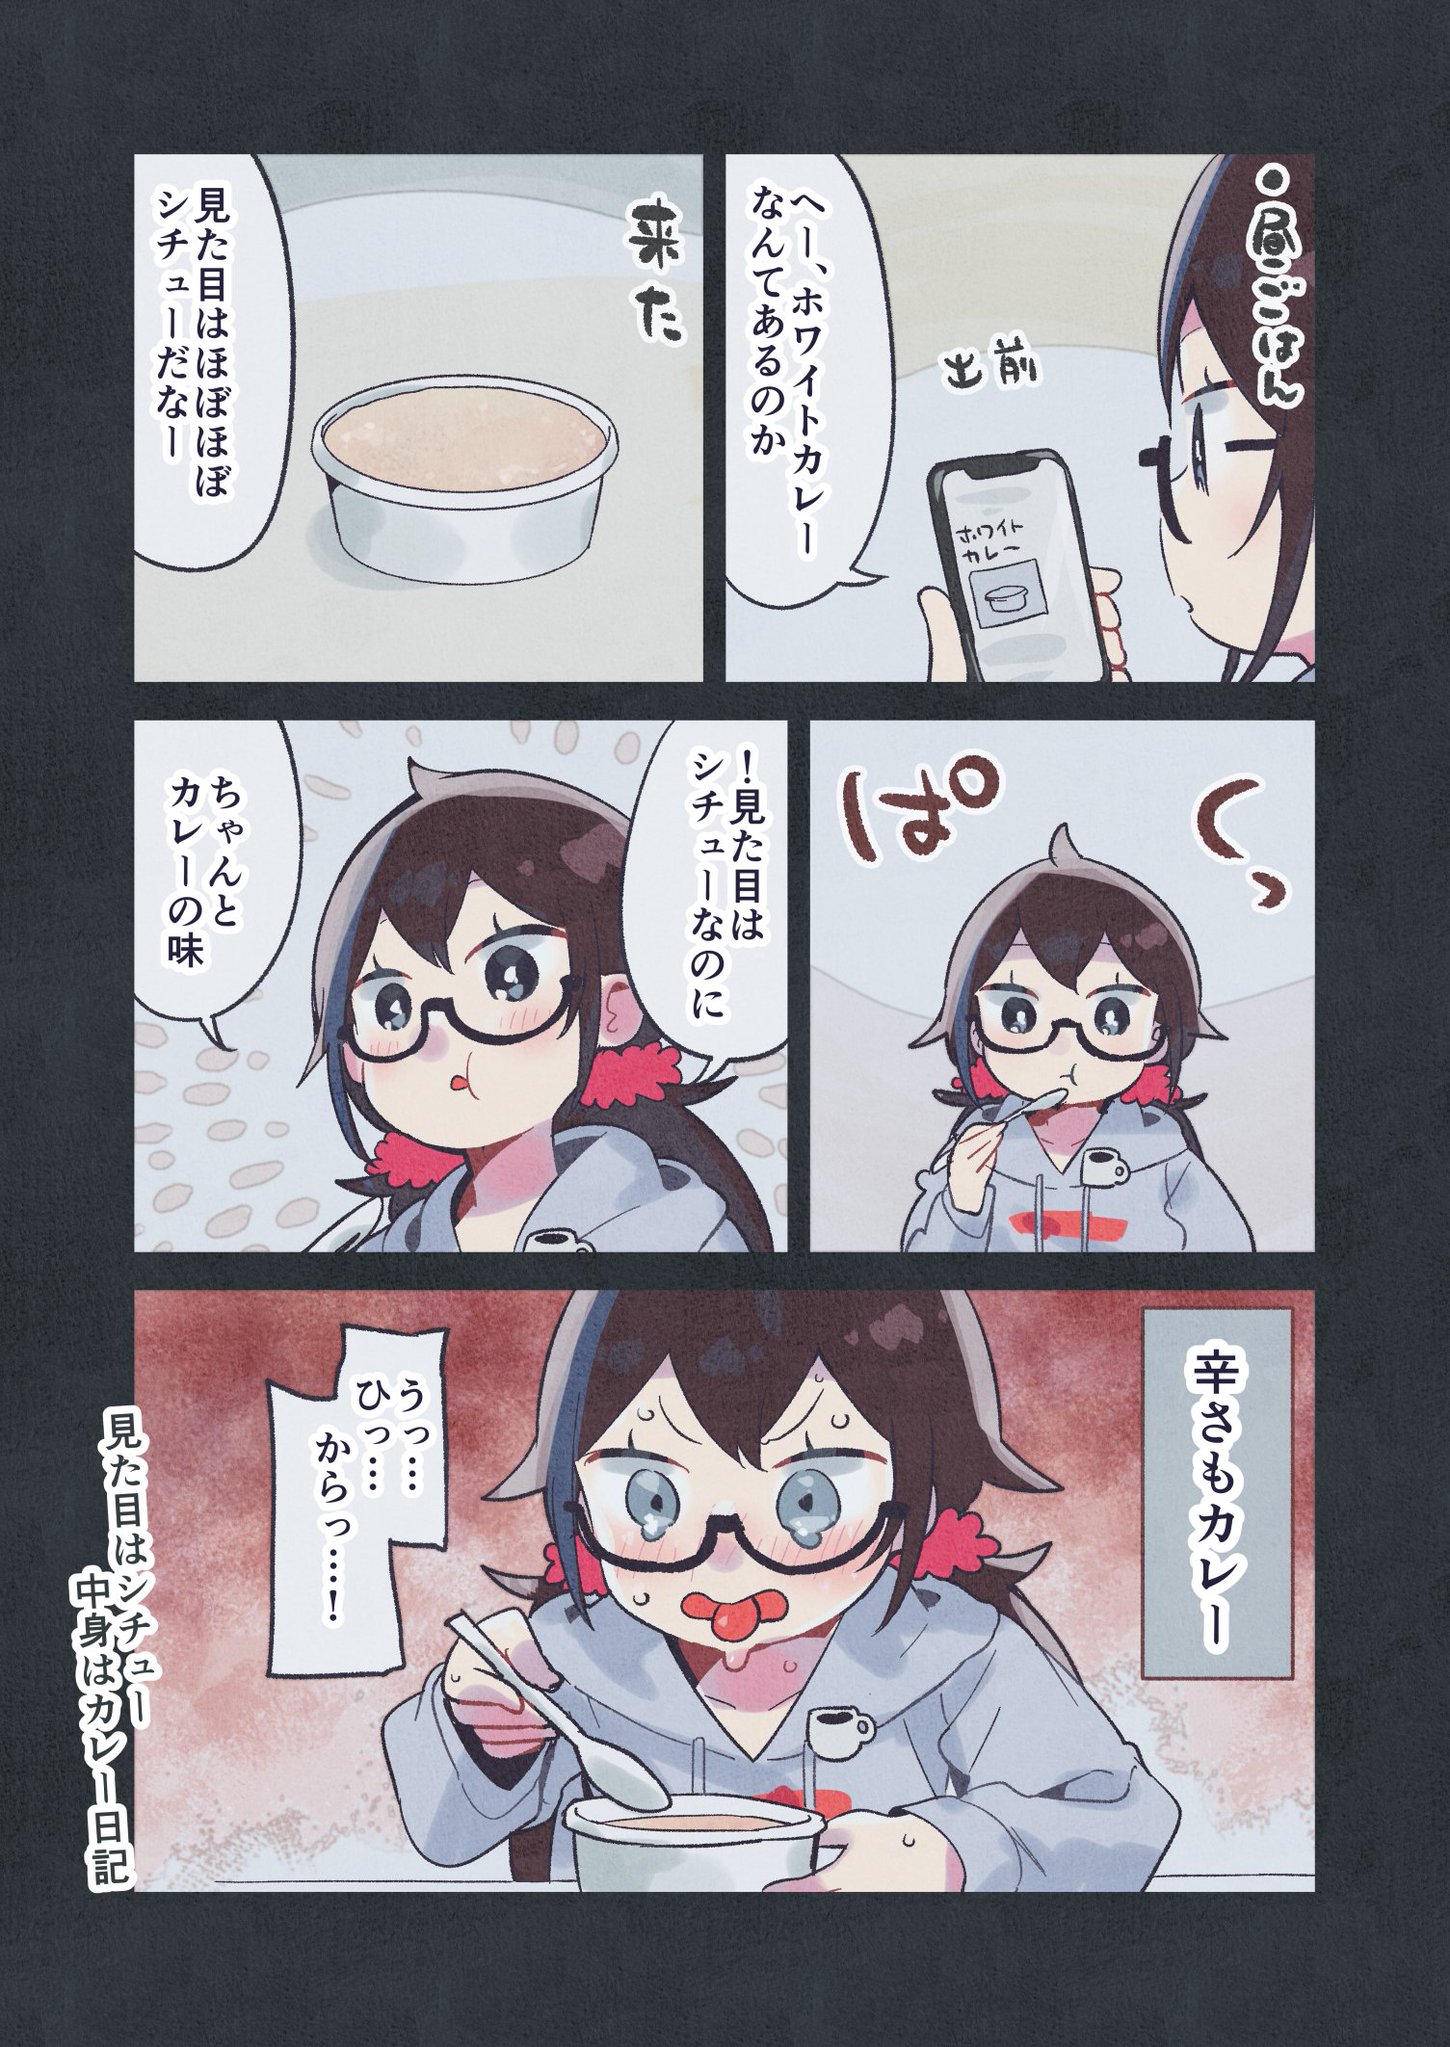 ・昼ごはん
へー、ホワイトカレー
なんてあるのか
出前
ホワイト
カレー
来た
見た目はほぼほぼ
シチューだなー
ぱくっ
！見た目は
シチューなのに
ちゃんと
カレーの味
辛さもカレー
うっ…
ひっ…
からっ…！
見た目はシチュー
中身はカレー日記